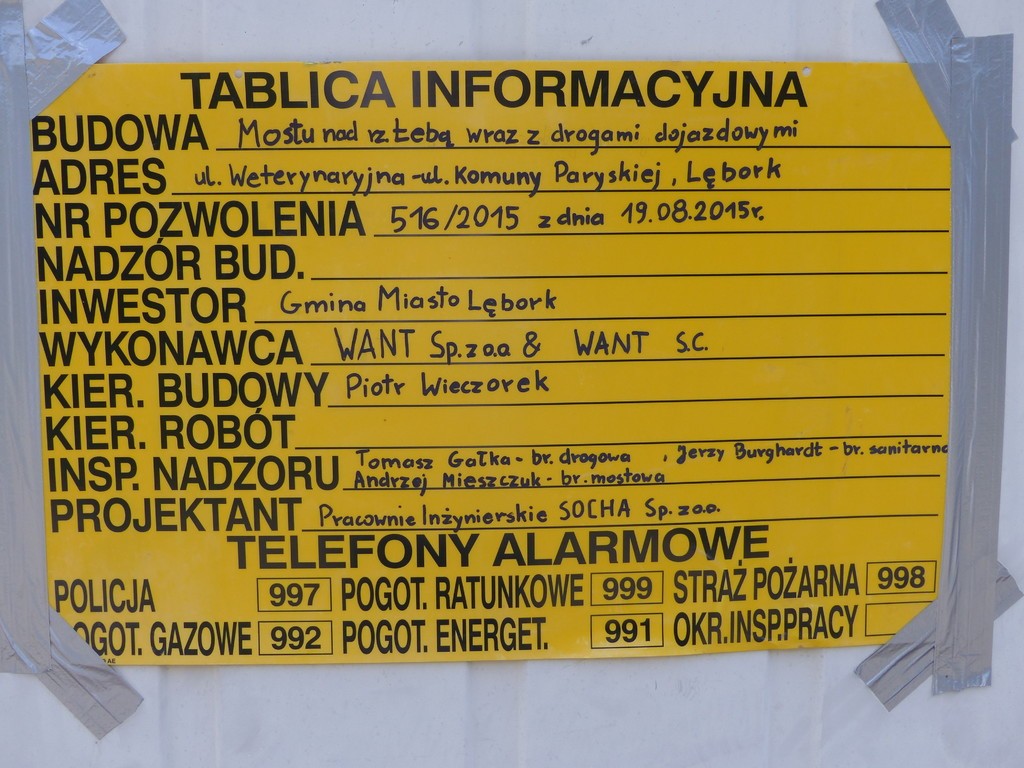 TABLICA INFORMACYJNA
BUDOWA Mostu nad rz. Łebą wraz z drogami dojazdowymi
ADRES ul. Weterynaryjna - ul. Komuny Paryskiej, Lębork
NR POZWOLENIA 516/2015 z dnia 19.08.2015r.
NADZÓR BUD.
INWESTOR Gmina Miasto Lębork
WYKONAWCA WANT Sp. z o.o & WANT S.C.
KIER. BUDOWY Piotr Wieczorek
KIER. ROBÓT
INSP. NADZORU Tomasz Gałka - br. drogowa , Jerzy Burghardt - br. sanitarna
Andrzej Mieszczuk - br. mostowa
PROJEKTANT Pracownie Inżynierskie SOCHA Sp. z o.o.
TELEFONY ALARMOWE
POLICJA 997 POGOT. RATUNKOWE 999 STRAŻ POŻARNA 998
OGOT. GAZOWE 992 POGOT. ENERGET. 991 OKR.INSP.PRACY